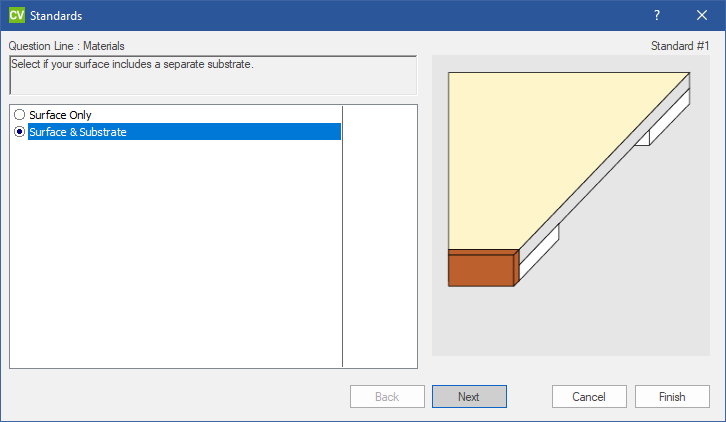 CV Standards ?
Question Line : Materials Standard #1
Select if your surface includes a separate substrate.
Surface Only
Surface & Substrate
Back Next Cancel Finish